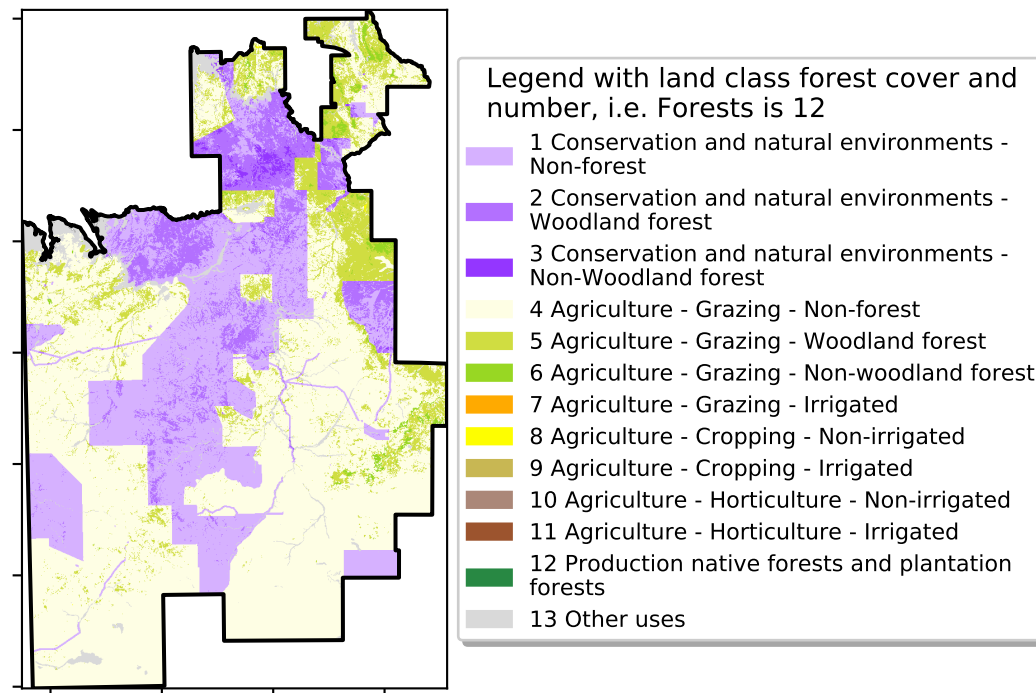 Legend with land class forest cover and
number, i.e. Forests is 12
1 Conservation and natural environments -
Non-forest
2 Conservation and natural environments -
Woodland forest
3 Conservation and natural environments -
Non-Woodland forest
4 Agriculture - Grazing - Non-forest
5 Agriculture - Grazing - Woodland forest
6 Agriculture - Grazing - Non-woodland forest
7 Agriculture - Grazing - Irrigated
8 Agriculture - Cropping - Non-irrigated
9 Agriculture - Cropping - Irrigated
10 Agriculture - Horticulture - Non-irrigated
11 Agriculture - Horticulture - Irrigated
12 Production native forests and plantation
forests
13 Other uses